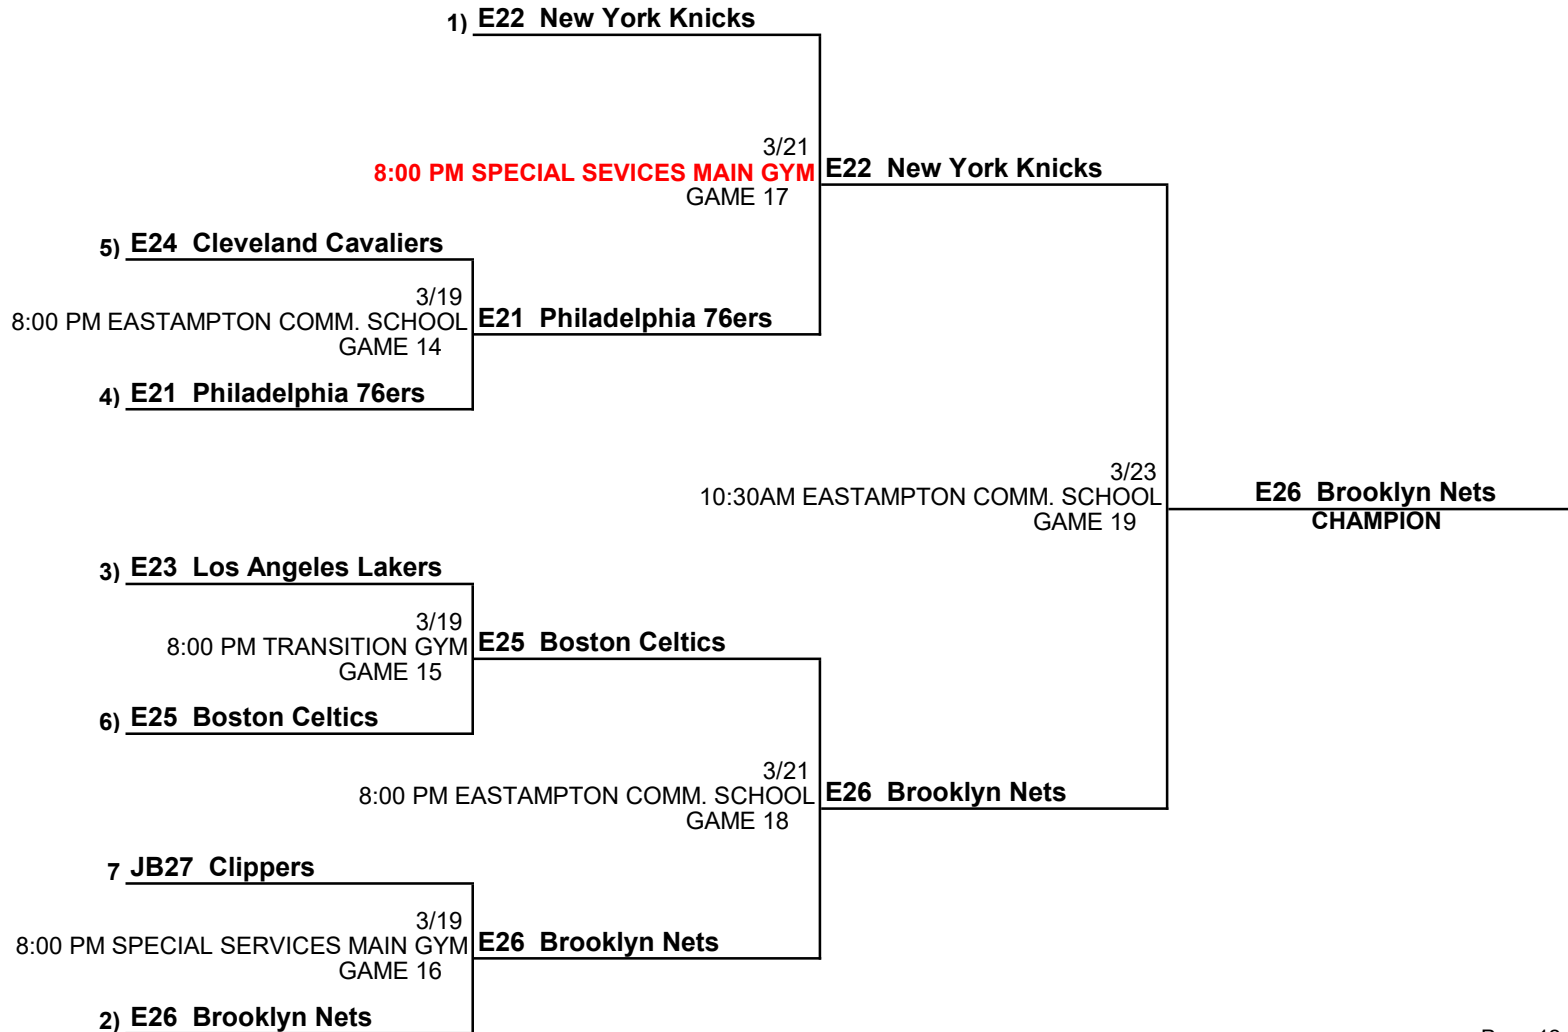 1) E22 New York Knicks
3/21
8:00 PM SPECIAL SEVICES MAIN GYM
GAME 17
E22 New York Knicks
5) E24 Cleveland Cavaliers
3/19
8:00 PM EASTAMPTON COMM. SCHOOL
GAME 14
E21 Philadelphia 76ers
4) E21 Philadelphia 76ers
3/23
10:30AM EASTAMPTON COMM. SCHOOL
GAME 19
E26 Brooklyn Nets
CHAMPION
3) E23 Los Angeles Lakers
3/19
8:00 PM TRANSITION GYM
GAME 15
E25 Boston Celtics
6) E25 Boston Celtics
3/21
8:00 PM EASTAMPTON COMM. SCHOOL
GAME 18
E26 Brooklyn Nets
7 JB27 Clippers
3/19
8:00 PM SPECIAL SERVICES MAIN GYM
GAME 16
E26 Brooklyn Nets
2) E26 Brooklyn Nets